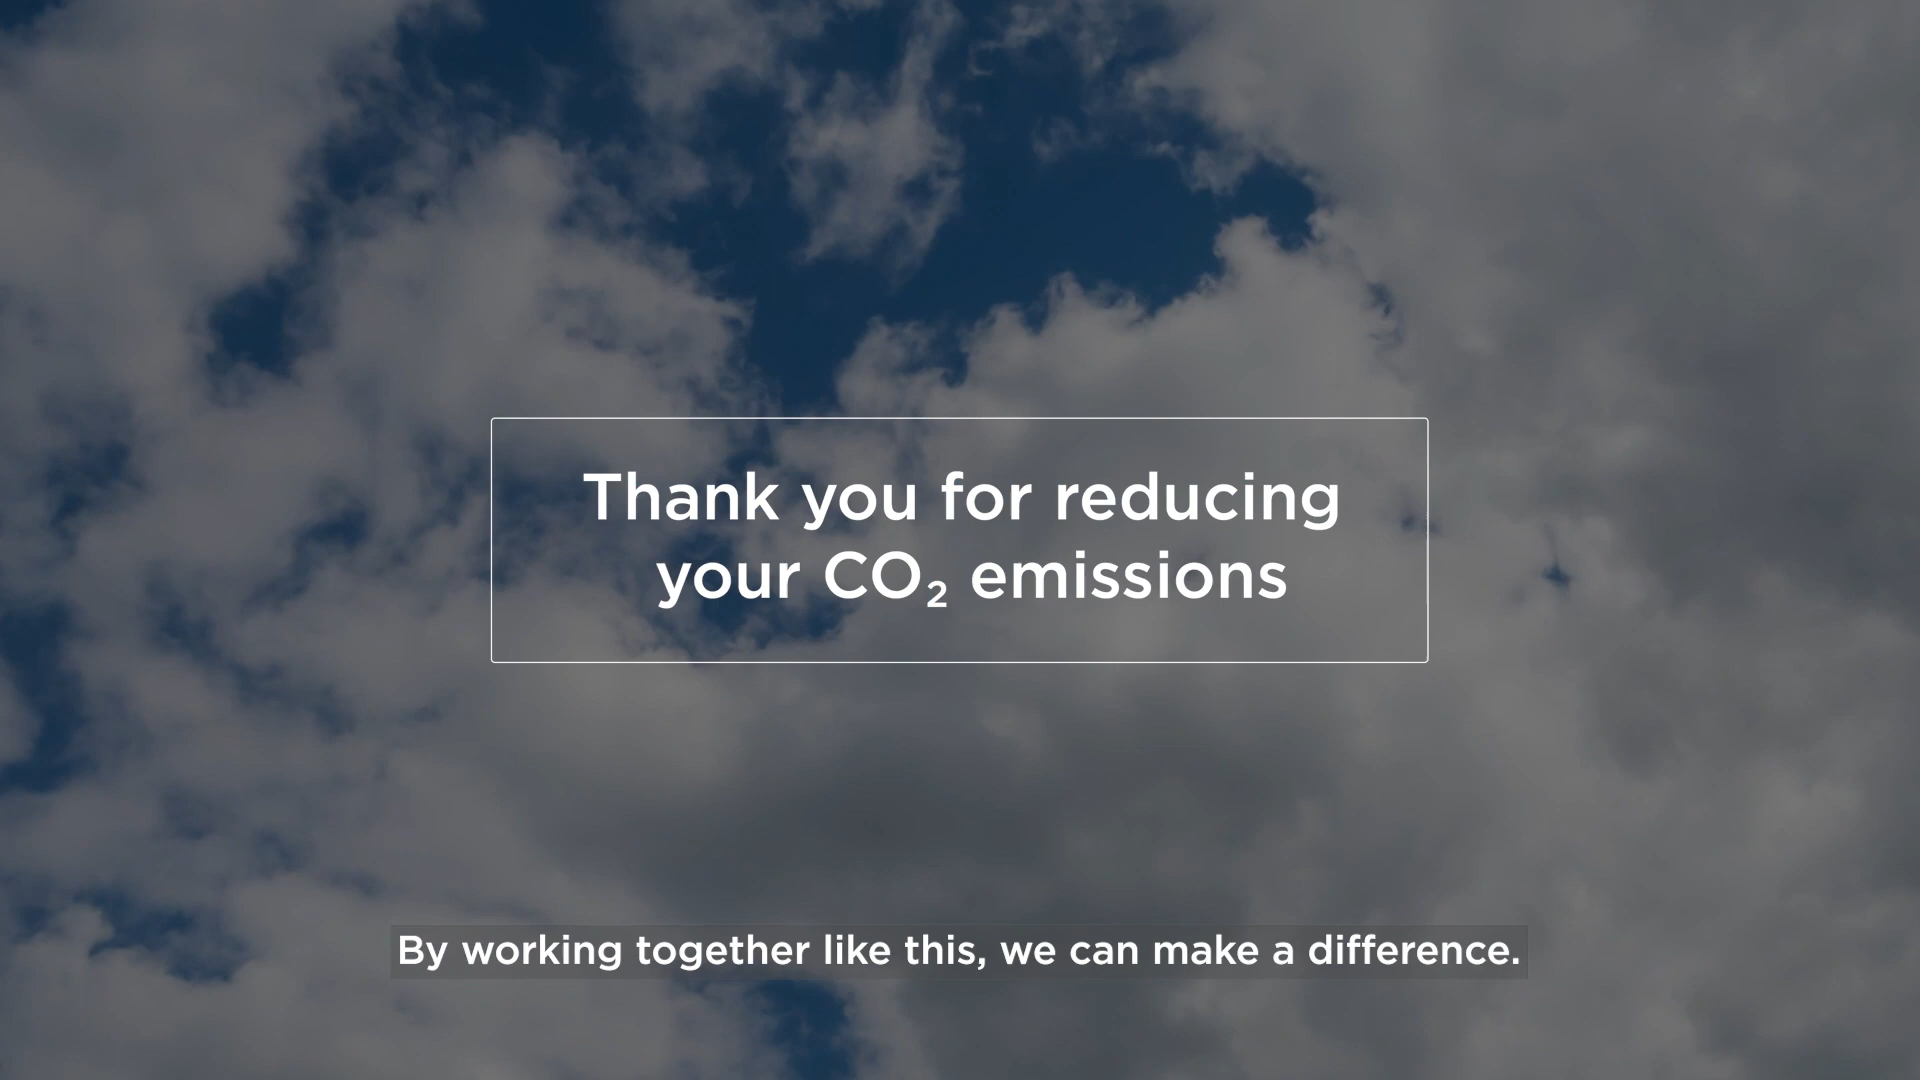 Thank you for reducing
your CO₂ emissions
By working together like this, we can make a difference.